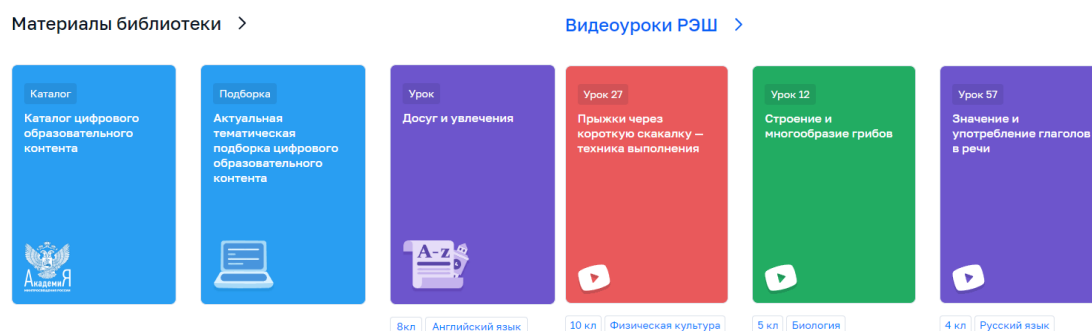 Материалы библиотеки
Каталог
Каталог цифрового
образовательного
контента
АкадемиЯ
Подборка
Актуальная
тематическая
подборка цифрового
образовательного
контента
Урок
Досуг и увлечения
A-Z
8кл Английский язык
Видеоуроки РЭШ
Урок 27
Прыжки через
короткую скакалку —
техника выполнения
10 кл Физическая культура
Урок 12
Строение и
многообразие грибов
5 кл Биология
Урок 57
Значение и
употребление глаголов
в речи
4 кл Русский язык